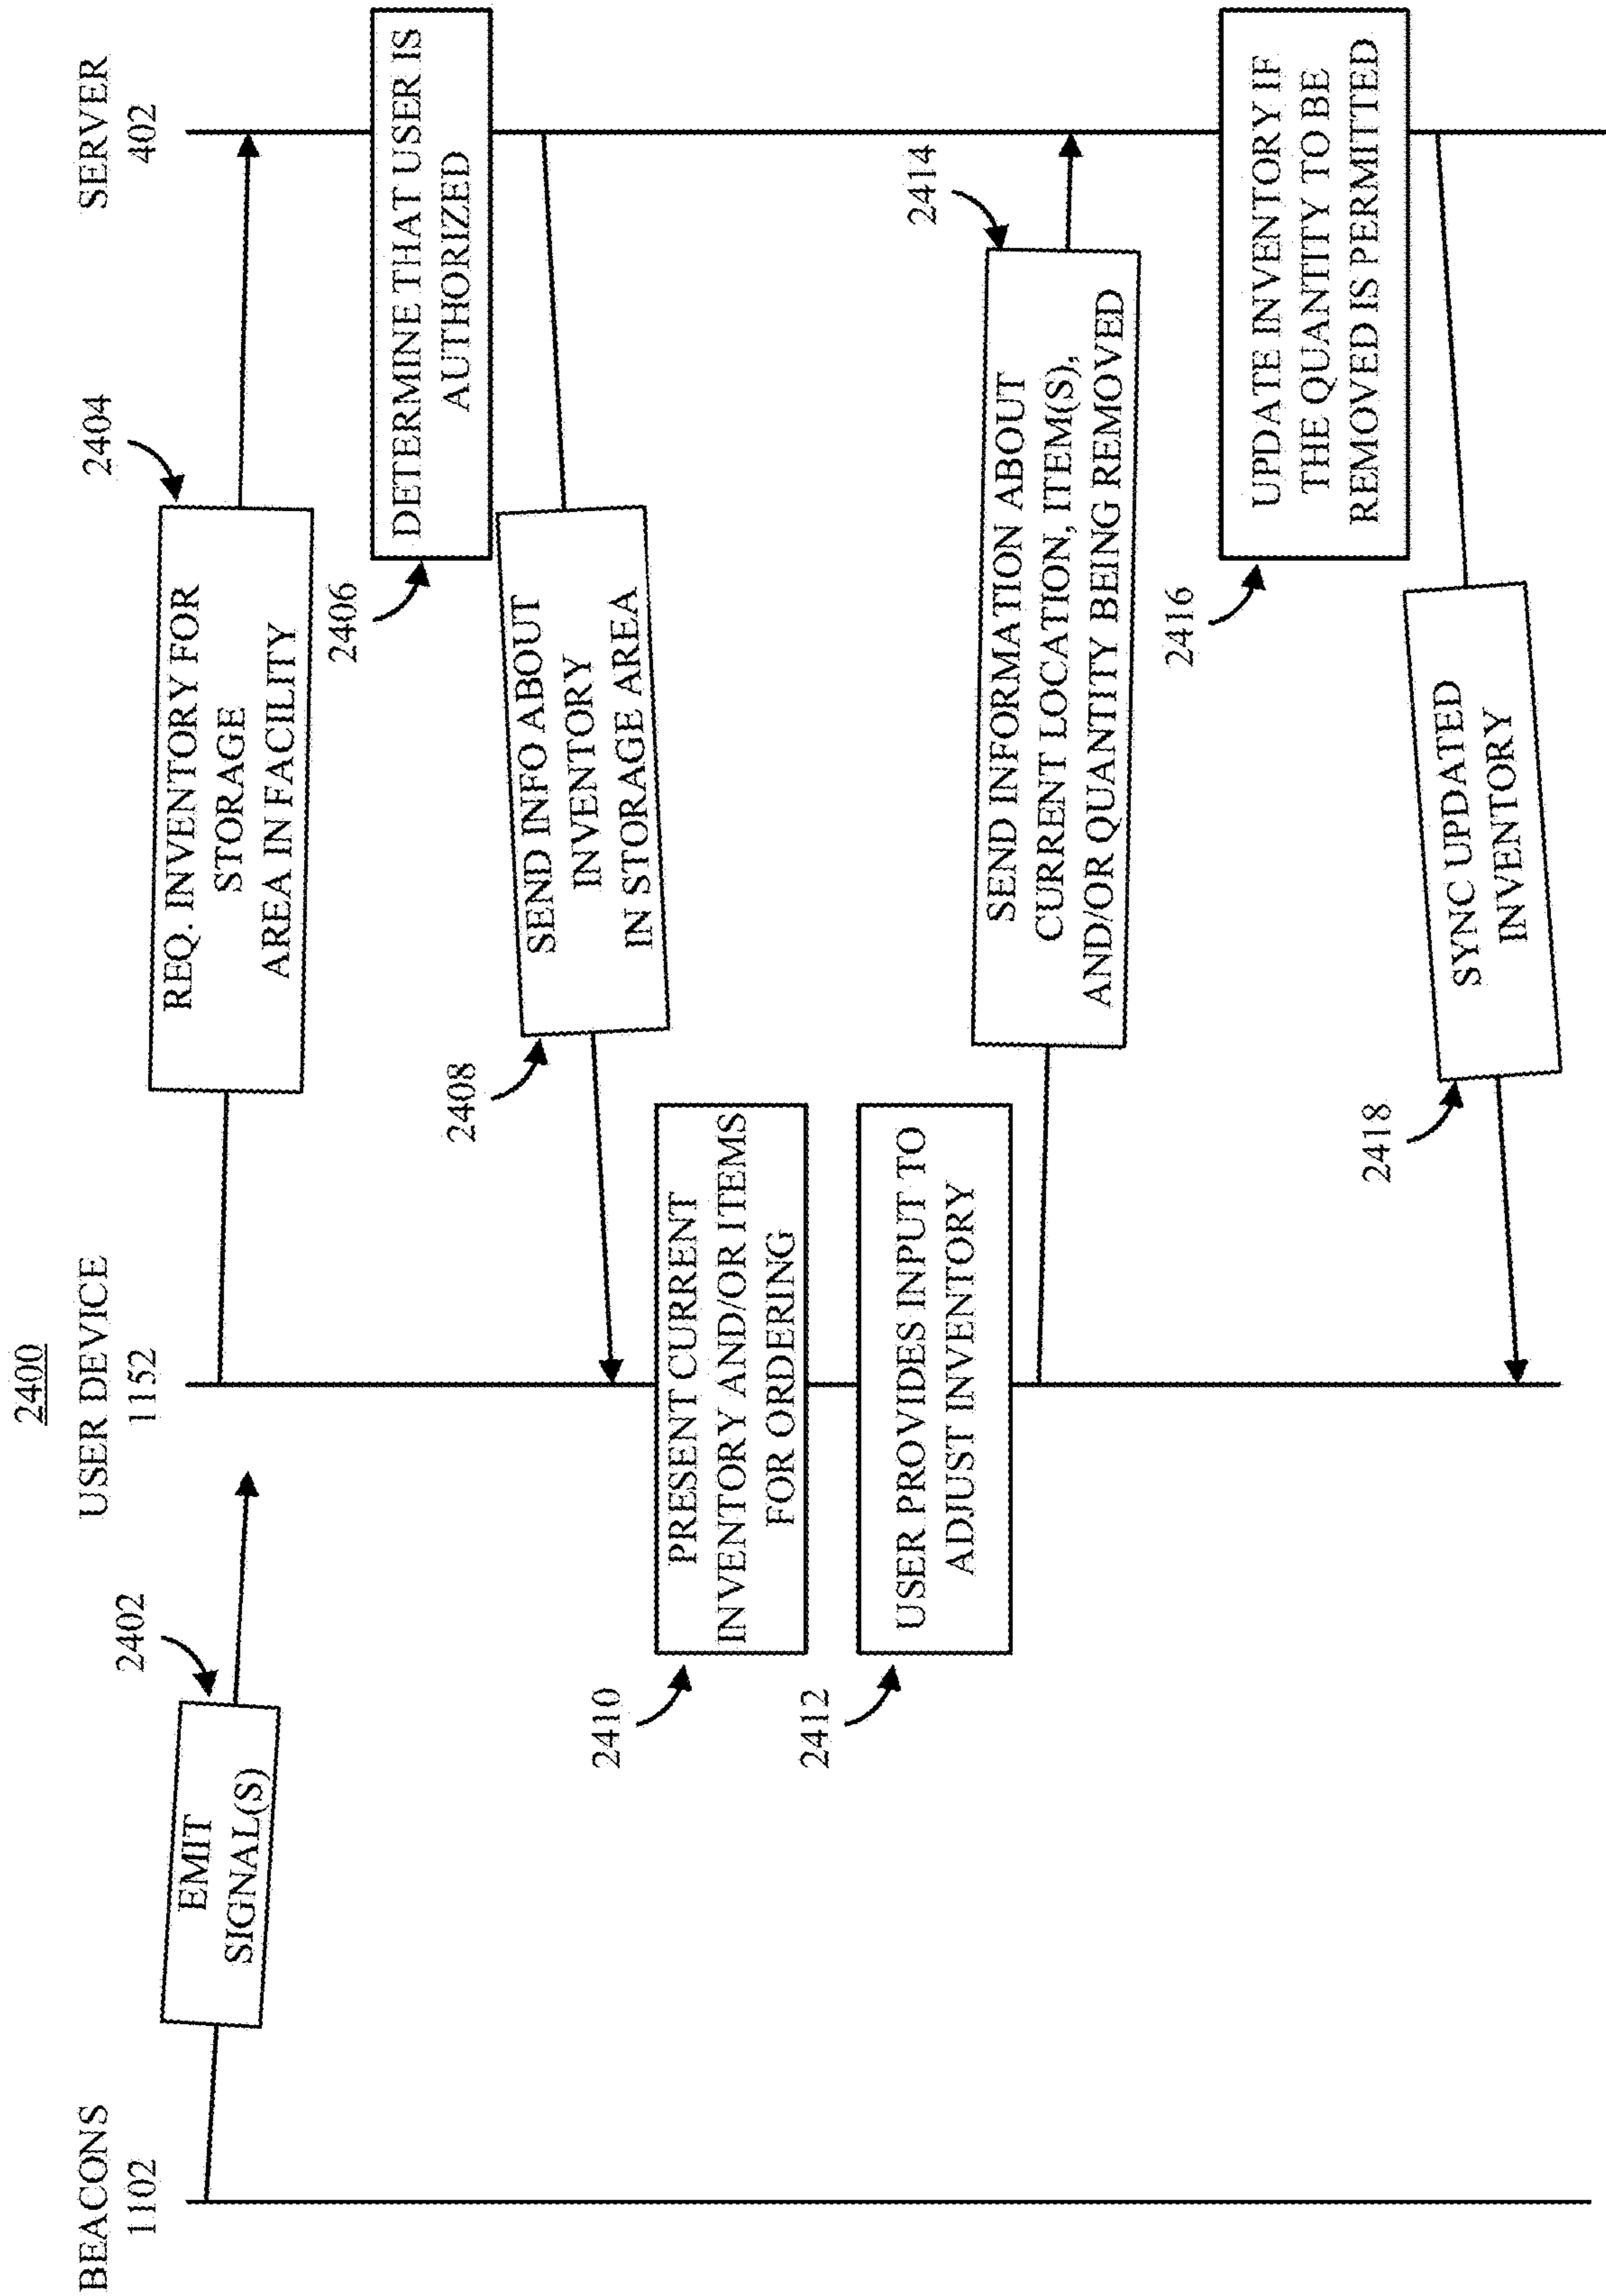 2400
BEACONS
1102
USER DEVICE
1152
SERVER
402
2402
EMIT
SIGNAL(S)
2404
REQ. INVENTORY FOR
STORAGE
AREA IN FACILITY
2406
DETERMINE THAT USER IS
AUTHORIZED
2408
SEND INFO ABOUT
INVENTORY
IN STORAGE AREA
2410
PRESENT CURRENT
INVENTORY AND/OR ITEMS
FOR ORDERING
2412
USER PROVIDES INPUT TO
ADJUST INVENTORY
2414
SEND INFORMATION ABOUT
CURRENT LOCATION, ITEM(S),
AND/OR QUANTITY BEING REMOVED
2416
UPDATE INVENTORY IF
THE QUANTITY TO BE
REMOVED IS PERMITTED
2418
SYNC UPDATED
INVENTORY